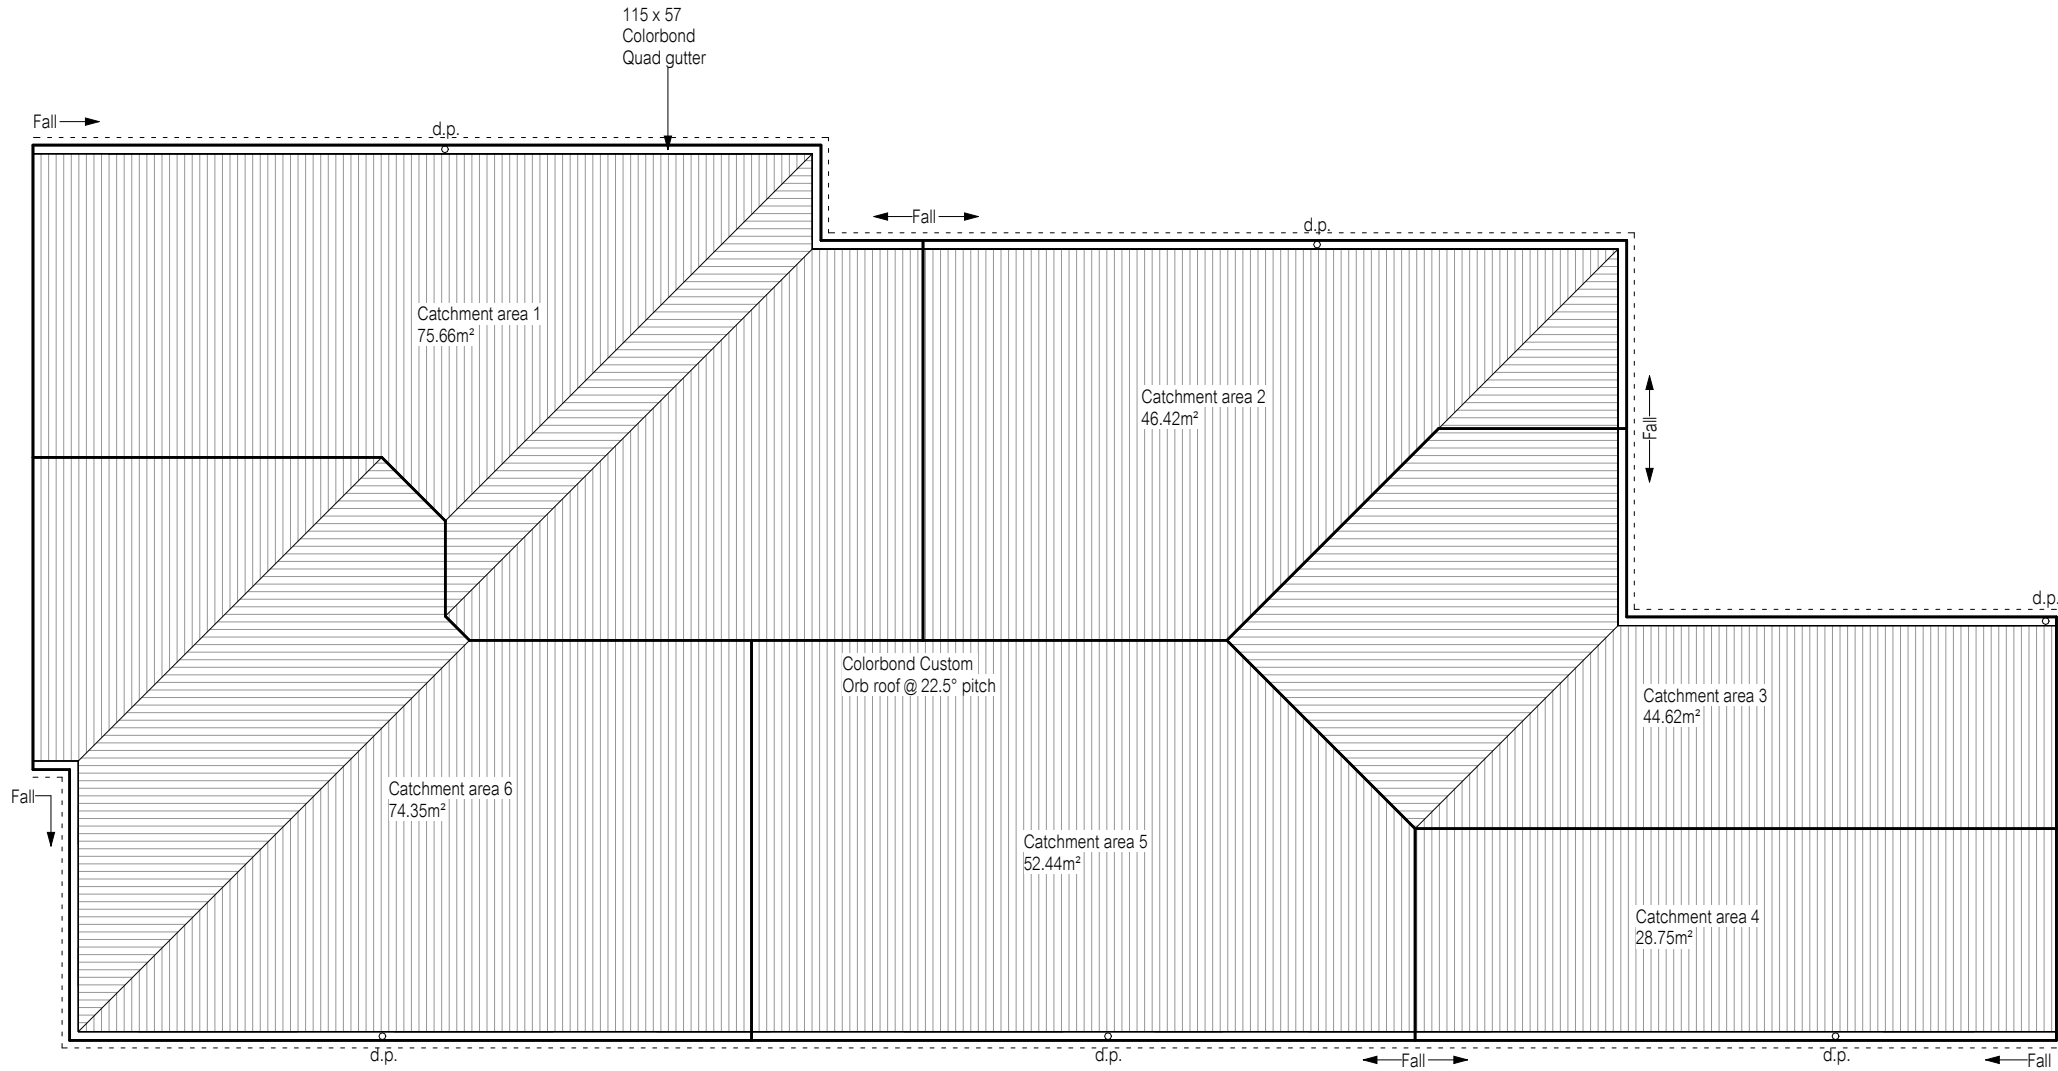 115 x 57
Colorbond
Quad gutter
Fall
d.p.
Fall
d.p.
Catchment area 1
75.66m²
Catchment area 2
46.42m²
Fall
d.p.
Colorbond Custom
Orb roof @ 22.5° pitch
Catchment area 3
44.62m²
Fall
Catchment area 6
74.35m²
Catchment area 5
52.44m²
Catchment area 4
28.75m²
d.p.
d.p.
Fall
d.p.
Fall